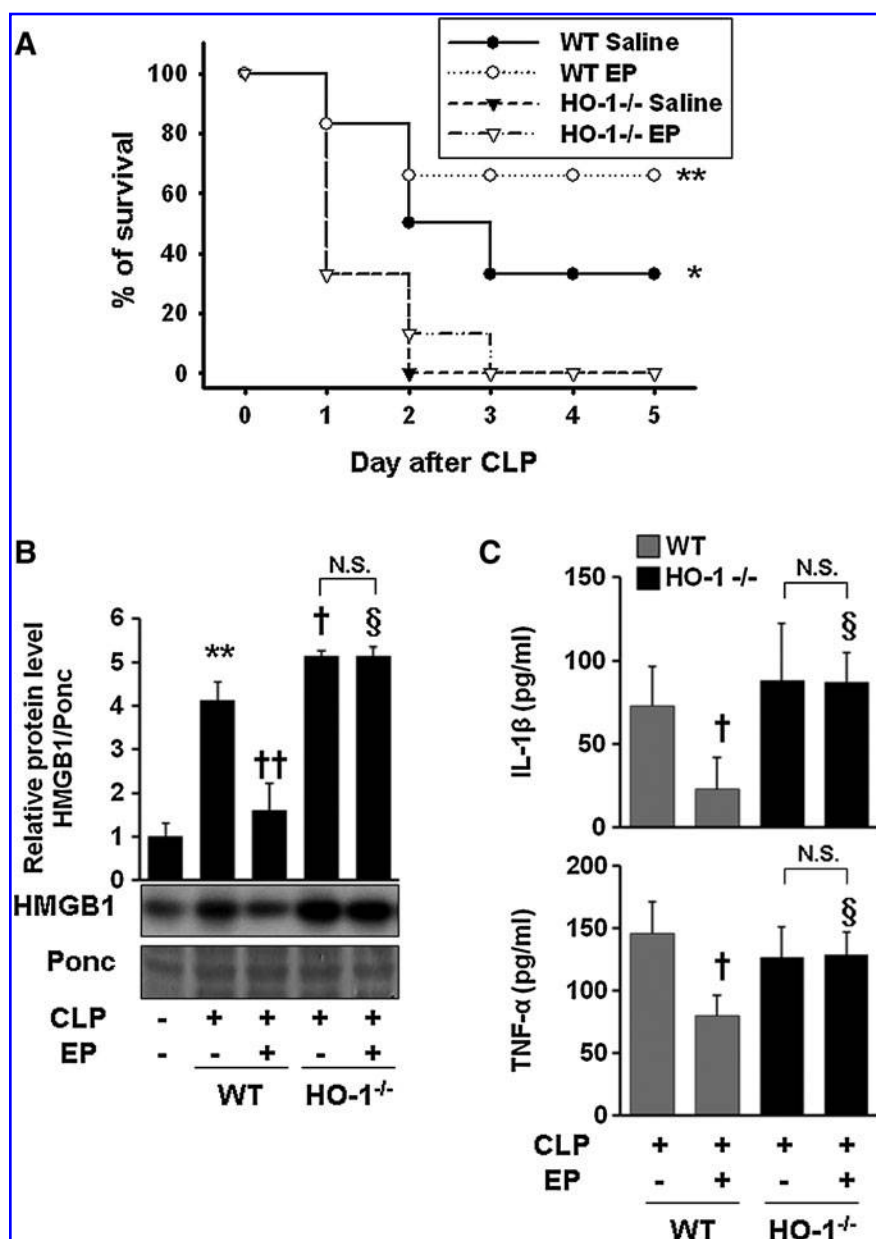 A
WT Saline
WT EP
HO-1-/- Saline
HO-1-/- EP
100
80
60
40
20
0
% of survival
**
*
0 1 2 3 4 5
Day after CLP
B
N.S.
6
5
4
3
2
1
0
Relative protein level
HMGB1/Ponc
**
††
†
§
HMGB1
Ponc
CLP - + + + +
EP - - + - +
WT HO-1-/-
C
WT
HO-1 -/-
150
100
50
0
IL-1β (pg/ml)
N.S.
†
§
200
150
100
50
0
TNF-α (pg/ml)
N.S.
†
§
CLP + + + +
EP - + - +
WT HO-1-/-